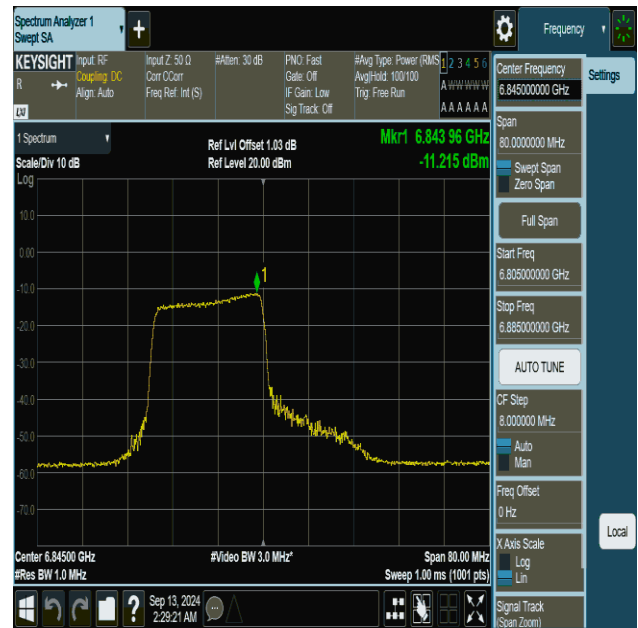 Spectrum Analyzer 1
Swept SA
+
Frequency
KEYSIGHT
R
LXI
Input: RF
Coupling: DC
Align: Auto
Input Z: 50 Ω
Corr CCorr
Freq Ref: Int (S)
#Atten: 30 dB
PNO: Fast
Gate: Off
IF Gain: Low
Sig Track: Off
#Avg Type: Power (RMS
Avg|Hold: 100/100
Trig: Free Run
1 2 3 4 5 6
A W W W W W
A A A A A A
Center Frequency
6.845000000 GHz
Settings
Span
80.0000000 MHz
Swept Span
Zero Span
Full Span
Start Freq
6.805000000 GHz
Stop Freq
6.885000000 GHz
AUTO TUNE
CF Step
8.000000 MHz
Auto
Man
Freq Offset
0 Hz
X Axis Scale
Log
Lin
Signal Track
(Span Zoom)
Local
1 Spectrum
Scale/Div 10 dB
Ref Lvl Offset 1.03 dB
Ref Level 20.00 dBm
Mkr1 6.843 96 GHz
-11.215 dBm
Log
10.0
0.00
-10.0
-20.0
-30.0
-40.0
-50.0
-60.0
-70.0
1
Center 6.84500 GHz
#Video BW 3.0 MHz*
Span 80.00 MHz
#Res BW 1.0 MHz
Sweep 1.00 ms (1001 pts)
?
Sep 13, 2024
2:29:21 AM